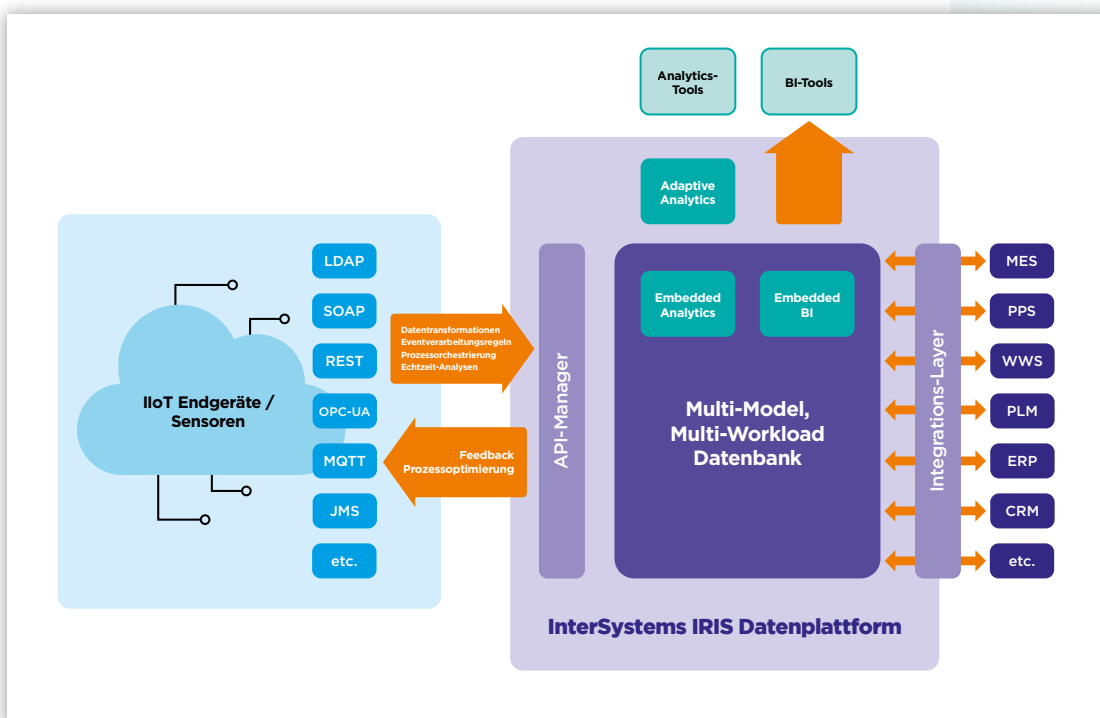 Analytics-
Tools
BI-Tools
Adaptive
Analytics
IIoT Endgeräte /
Sensoren
LDAP
SOAP
REST
OPC-UA
MQTT
JMS
etc.
Datentransformationen
Eventverarbeitungsregeln
Prozessorchestrierung
Echtzeit-Analysen
Feedback
Prozessoptimierung
API-Manager
Embedded
Analytics
Embedded
BI
Multi-Model,
Multi-Workload
Datenbank
Integrations-Layer
MES
PPS
WWS
PLM
ERP
CRM
etc.
InterSystems IRIS Datenplattform